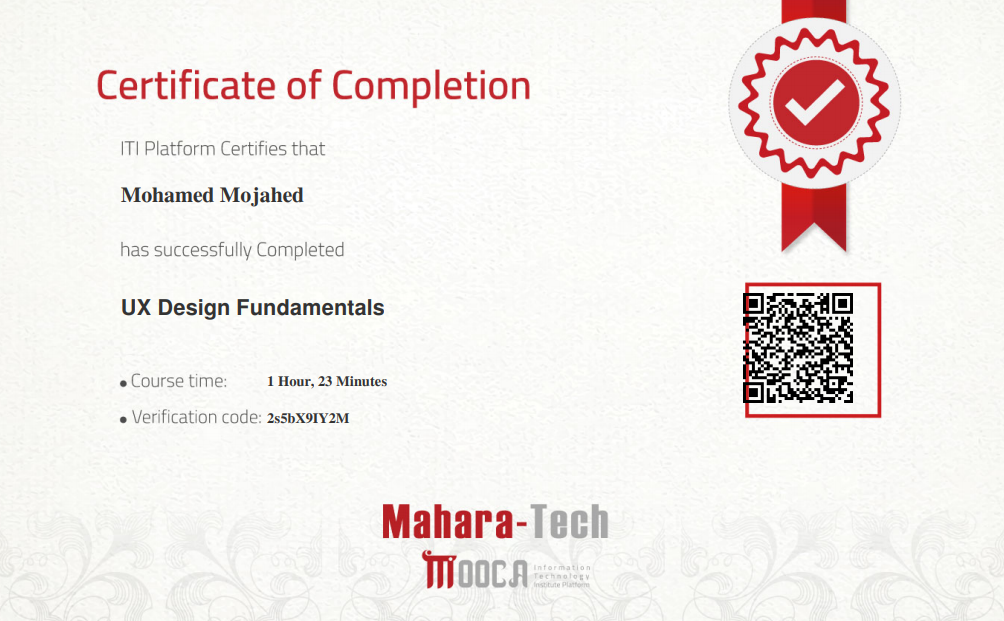 Certificate of Completion
ITI Platform Certifies that
Mohamed Mojahed
has successfully Completed
UX Design Fundamentals
Course time: 1 Hour, 23 Minutes
Verification code: 2s5bX9IY2M
Mahara-Tech
MOOCA
Information
Technology
Institute Platform